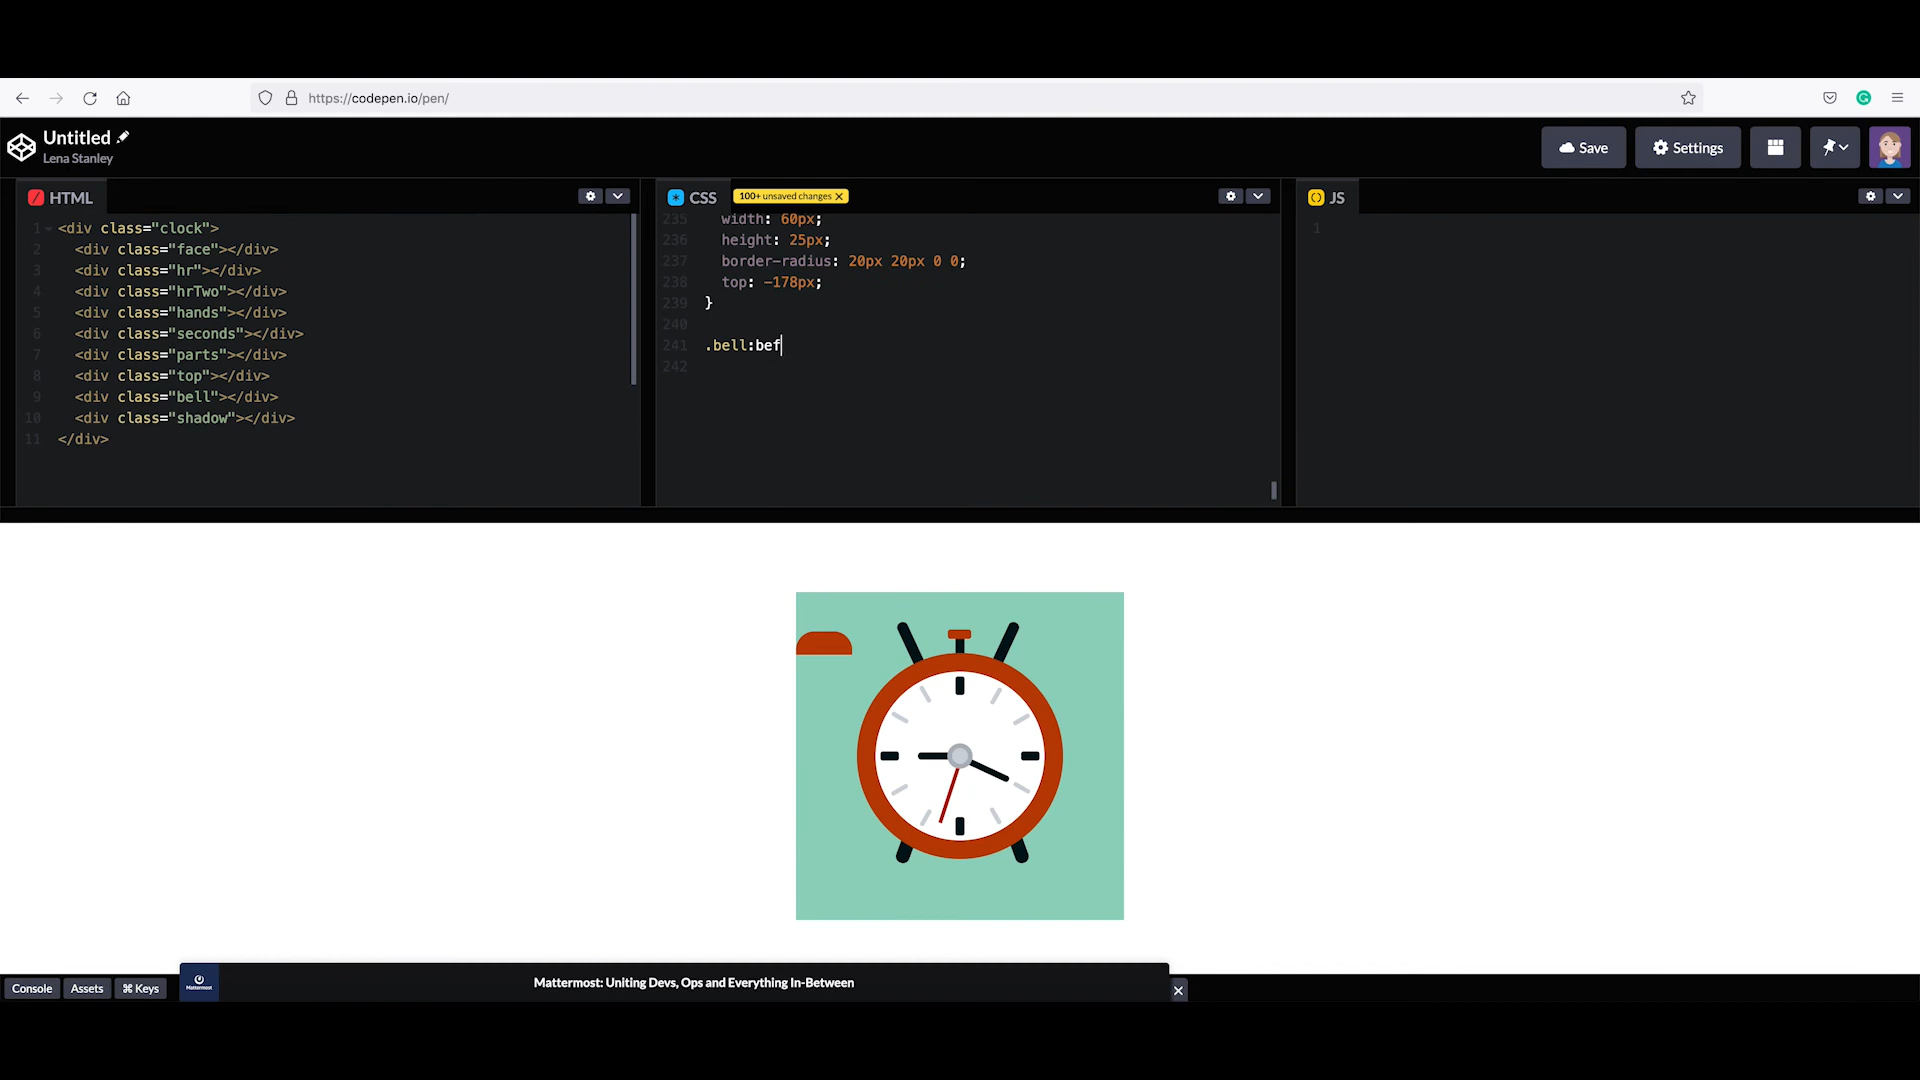 https://codepen.io/pen/
Untitled
Lena Stanley
Save
Settings
HTML
CSS
100+ unsaved changes
JS
1 <div class="clock">
2 <div class="face"></div>
3 <div class="hr"></div>
4 <div class="hrTwo"></div>
5 <div class="hands"></div>
6 <div class="seconds"></div>
7 <div class="parts"></div>
8 <div class="top"></div>
9 <div class="bell"></div>
10 <div class="shadow"></div>
11 </div>
235 width: 60px;
236 height: 25px;
237 border-radius: 20px 20px 0 0;
238 top: -178px;
239 }
240
241 .bell:bef
242
1
Console
Assets
⌘ Keys
Mattermost
Mattermost: Uniting Devs, Ops and Everything In-Between